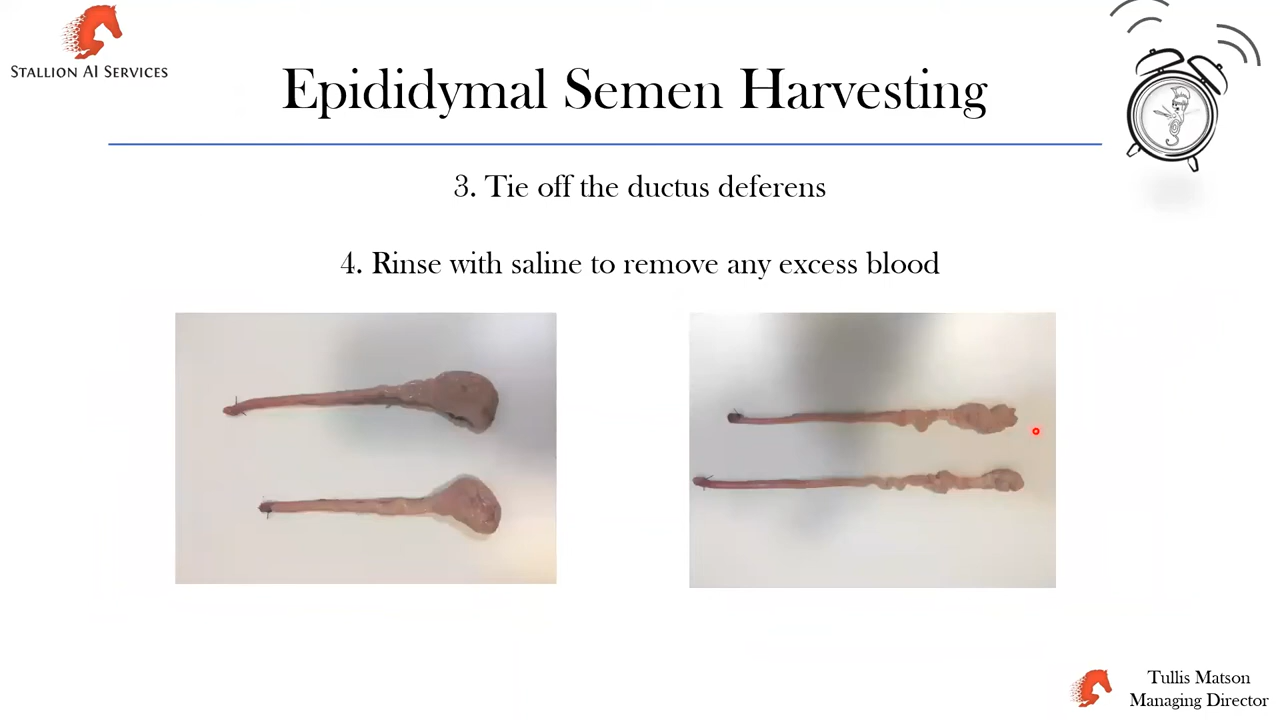 STALLION AI SERVICES
Epididymal Semen Harvesting
3. Tie off the ductus deferens
4. Rinse with saline to remove any excess blood
Tullis Matson
Managing Director